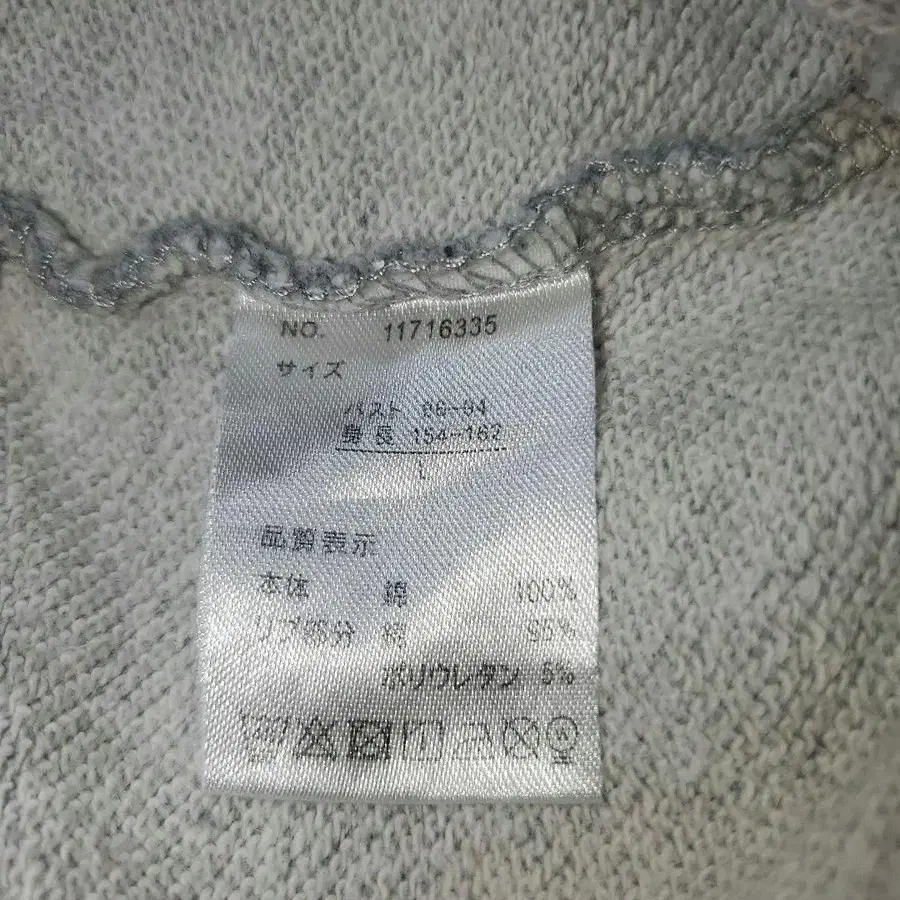 NO. 11716335
サイズ
バスト 86-94
身長 154-162
L
品質表示
本体 綿 100%
リブ部分 綿 95%
ポリウレタン 5%